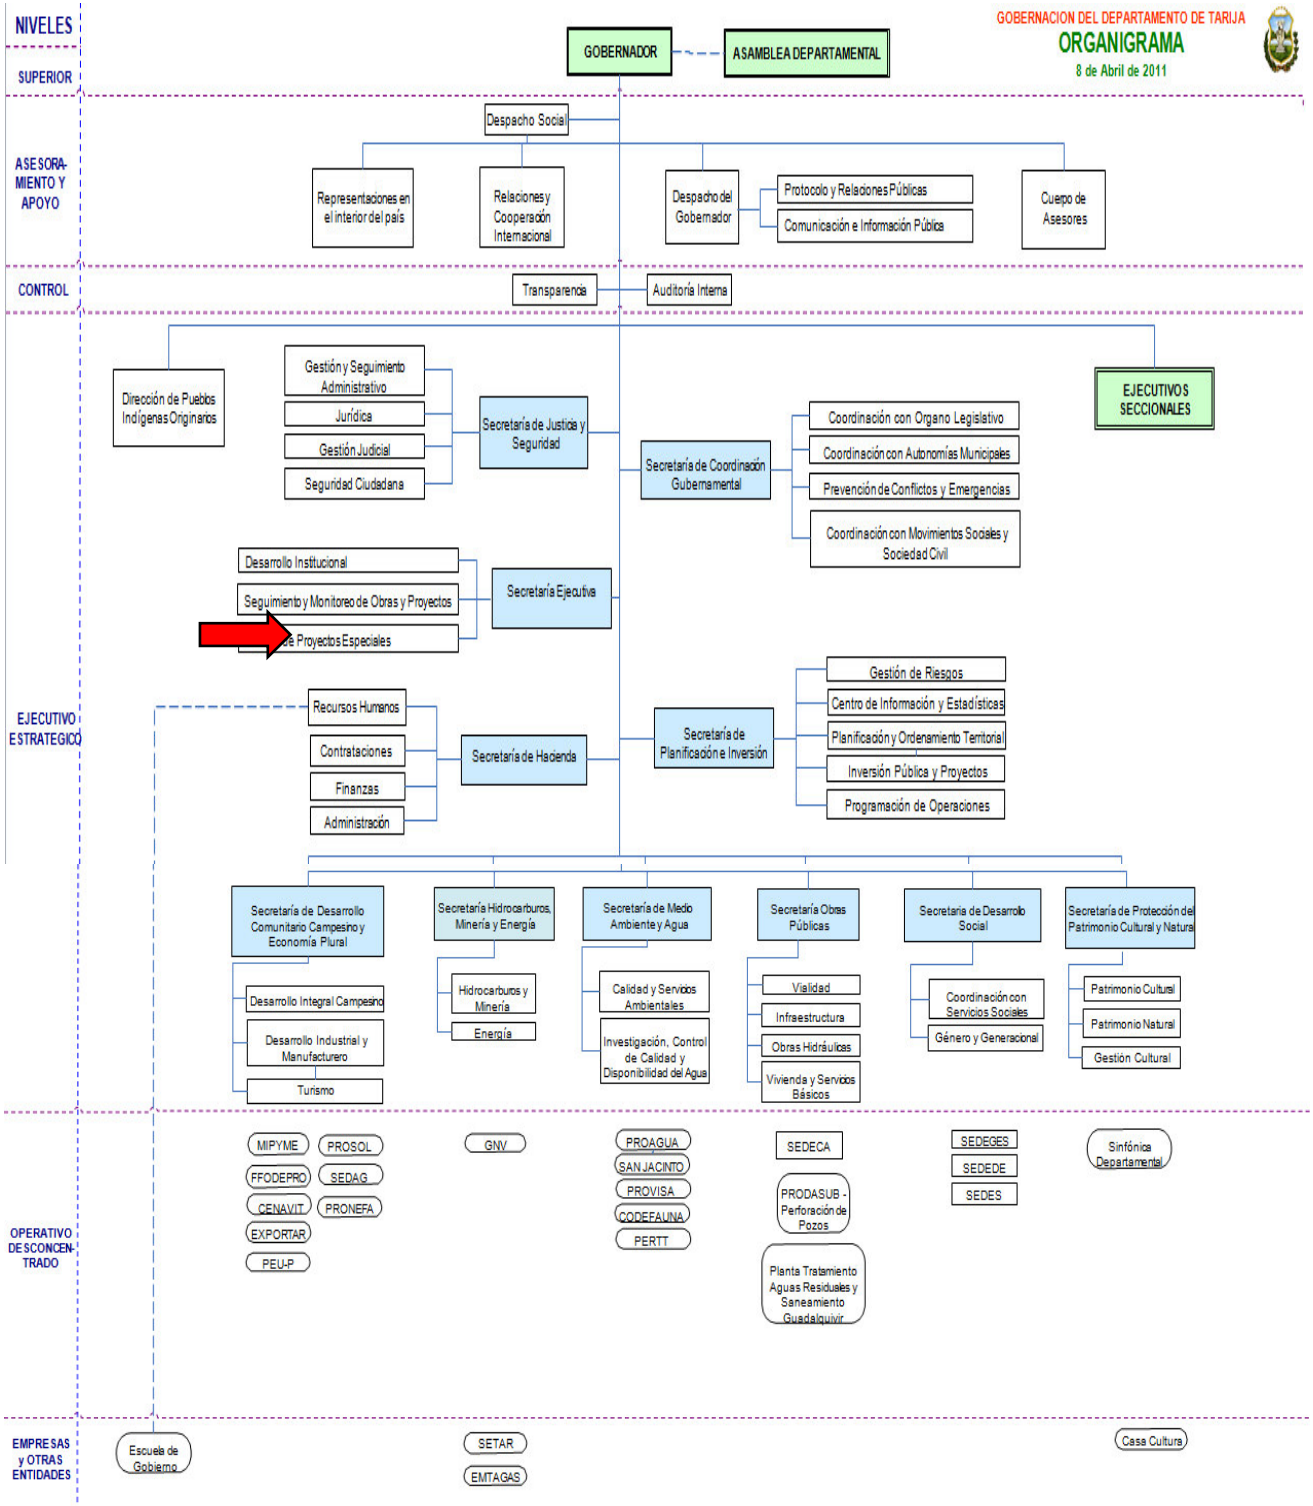 NIVELES
GOBERNACION DEL DEPARTAMENTO DE TARIJA
ORGANIGRAMA
8 de Abril de 2011
GOBERNADOR
ASAMBLEA DEPARTAMENTAL
SUPERIOR
Despacho Social
ASESORA-
MIENTO Y
APOYO
Representaciones en
el interior del país
Relaciones y
Cooperación
Internacional
Despacho del
Gobernador
Protocolo y Relaciones Públicas
Comunicación e Información Pública
Cuerpo de
Asesores
CONTROL
Transparencia
Auditoría Interna
Dirección de Pueblos
Indígenas Originarios
Gestión y Seguimiento
Administrativo
Jurídica
Gestión Judicial
Seguridad Ciudadana
Secretaría de Justicia y
Seguridad
Secretaría de Coordinación
Gubernamental
Coordinación con Organo Legislativo
Coordinación con Autonomías Municipales
Prevención de Conflictos y Emergencias
Coordinación con Movimientos Sociales y
Sociedad Civil
EJECUTIVOS
SECCIONALES
Desarrollo Institucional
Seguimiento y Monitoreo de Obras y Proyectos
de Proyectos Especiales
Secretaría Ejecutiva
EJECUTIVO
ESTRATEGICO
Recursos Humanos
Contrataciones
Finanzas
Administración
Secretaría de Hacienda
Secretaría de
Planificación e Inversión
Gestión de Riesgos
Centro de Información y Estadísticas
Planificación y Ordenamiento Territorial
Inversión Pública y Proyectos
Programación de Operaciones
Secretaría de Desarrollo
Comunitario Campesino y
Economía Plural
Desarrollo Integral Campesino
Desarrollo Industrial y
Manufacturero
Turismo
Secretaría Hidrocarburos,
Minería y Energía
Hidrocarburos y
Minería
Energía
Secretaría de Medio
Ambiente y Agua
Calidad y Servicios
Ambientales
Investigación, Control
de Calidad y
Disponibilidad del Agua
Secretaría Obras
Públicas
Vialidad
Infraestructura
Obras Hidráulicas
Vivienda y Servicios
Básicos
Secretaria de Desarrollo
Social
Coordinación con
Servicios Sociales
Género y Generacional
Secretaría de Protección del
Patrimonio Cultural y Natura
Patrimonio Cultural
Patrimonio Natural
Gestión Cultural
OPERATIVO
DESCONCEN-
TRADO
MIPYME
PROSOL
FFODEPRO
SEDAG
CENAVIT
PRONEFA
EXPORTAR
PEU-P
GNV
PROAGUA
SAN JACINTO
PROVISA
CODEFAUNA
PERTT
SEDECA
PRODASUB -
Perforación de
Pozos
Planta Tratamiento
Aguas Residuales y
Saneamiento
Guadalquivir
SEDEGES
SEDEDE
SEDES
Sinfónica
Departamental
EMPRESAS
y OTRAS
ENTIDADES
Escuela de
Gobierno
SETAR
EMTAGAS
Casa Cultura